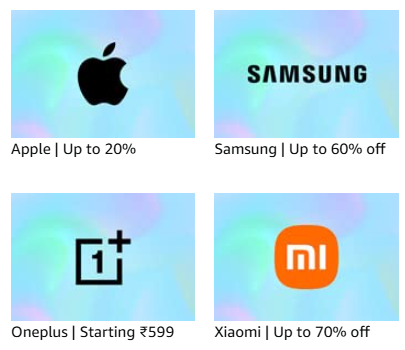 SAMSUNG
Apple | Up to 20%
Samsung | Up to 60% off
1+
mi
Oneplus | Starting ₹599
Xiaomi | Up to 70% off